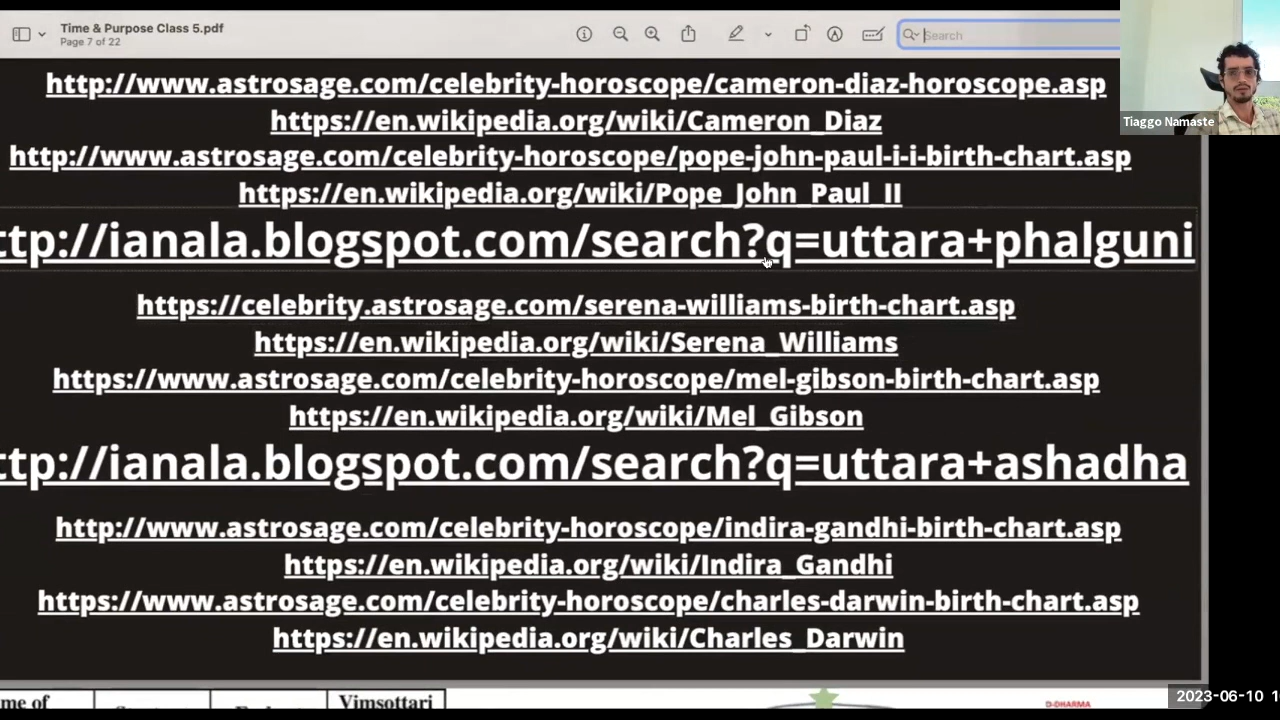 Time & Purpose Class 5.pdf
Page 7 of 22
Search
Tiaggo Namaste
http://www.astrosage.com/celebrity-horoscope/cameron-diaz-horoscope.asp
https://en.wikipedia.org/wiki/Cameron_Diaz
http://www.astrosage.com/celebrity-horoscope/pope-john-paul-i-i-birth-chart.asp
https://en.wikipedia.org/wiki/Pope_John_Paul_II
ttp://ianala.blogspot.com/search?q=uttara+phalguni
https://celebrity.astrosage.com/serena-williams-birth-chart.asp
https://en.wikipedia.org/wiki/Serena_Williams
https://www.astrosage.com/celebrity-horoscope/mel-gibson-birth-chart.asp
https://en.wikipedia.org/wiki/Mel_Gibson
ttp://ianala.blogspot.com/search?q=uttara+ashadha
http://www.astrosage.com/celebrity-horoscope/indira-gandhi-birth-chart.asp
https://en.wikipedia.org/wiki/Indira_Gandhi
https://www.astrosage.com/celebrity-horoscope/charles-darwin-birth-chart.asp
https://en.wikipedia.org/wiki/Charles_Darwin
me of
Vimsottari
D-DHARMA
2023-06-10 1